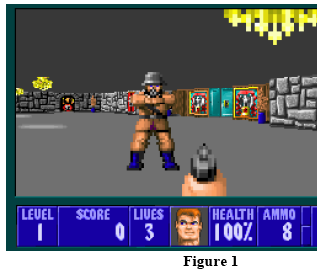 LEVEL SCORE LIVES HEALTH AMMO
1 0 3 100% 8
Figure 1